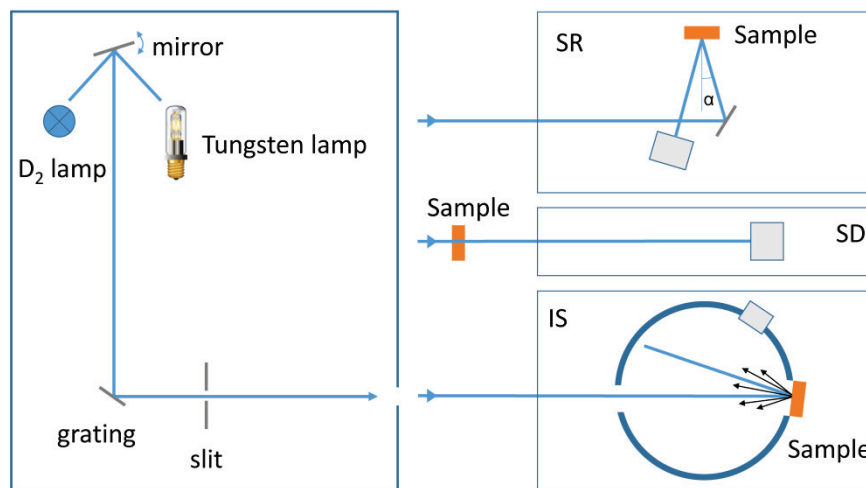 mirror
D₂ lamp
Tungsten lamp
grating
slit
SR
Sample
α
Sample
SD
IS
Sample